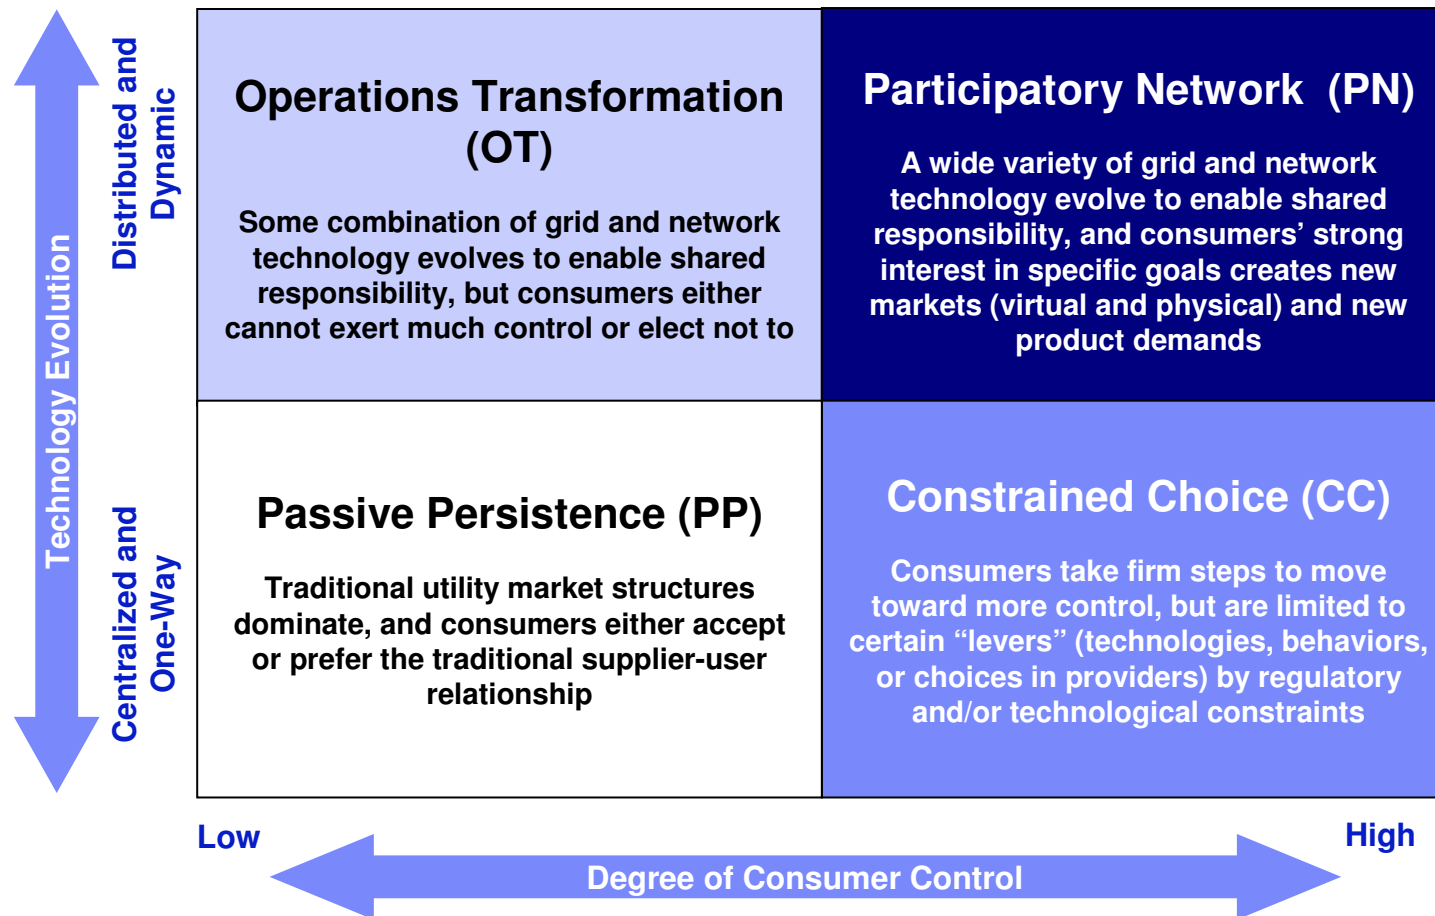 Technology Evolution
Distributed and
Dynamic
Centralized and
One-Way
Operations Transformation
(OT)
Some combination of grid and network
technology evolves to enable shared
responsibility, but consumers either
cannot exert much control or elect not to
Participatory Network (PN)
A wide variety of grid and network
technology evolve to enable shared
responsibility, and consumers’ strong
interest in specific goals creates new
markets (virtual and physical) and new
product demands
Passive Persistence (PP)
Traditional utility market structures
dominate, and consumers either accept
or prefer the traditional supplier-user
relationship
Constrained Choice (CC)
Consumers take firm steps to move
toward more control, but are limited to
certain “levers” (technologies, behaviors,
or choices in providers) by regulatory
and/or technological constraints
Low
High
Degree of Consumer Control